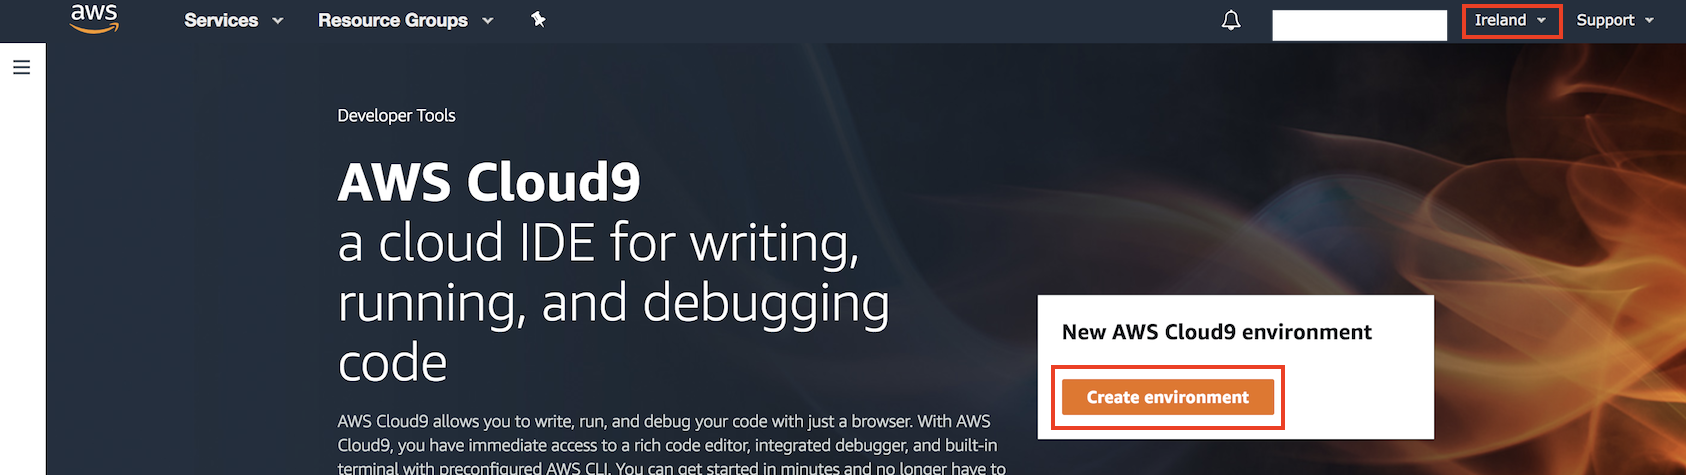 aws Services Resource Groups Ireland Support
Developer Tools
AWS Cloud9
a cloud IDE for writing,
running, and debugging
code
New AWS Cloud9 environment
Create environment
AWS Cloud9 allows you to write, run, and debug your code with just a browser. With AWS
Cloud9, you have immediate access to a rich code editor, integrated debugger, and built-in
terminal with preconfigured AWS CLI. You can get started in minutes and no longer have to